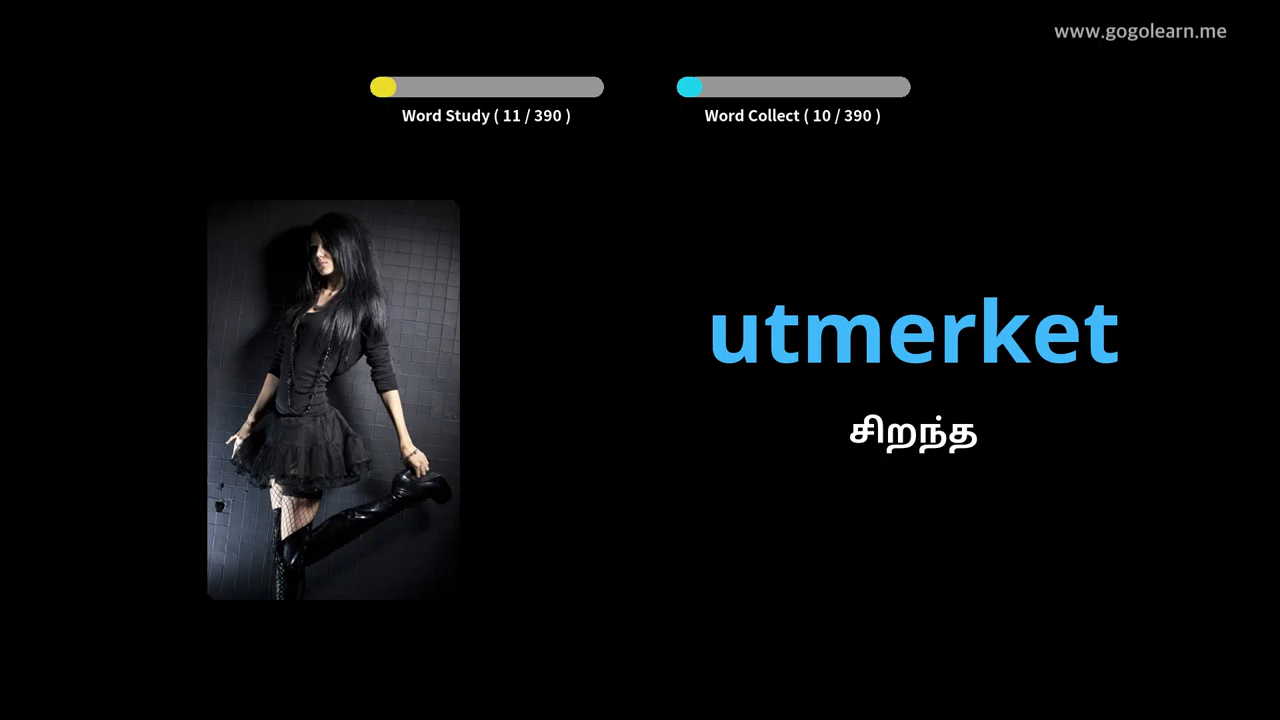 www.gogolearn.me
Word Study ( 11 / 390 )
Word Collect ( 10 / 390 )
utmerket
சிறந்த